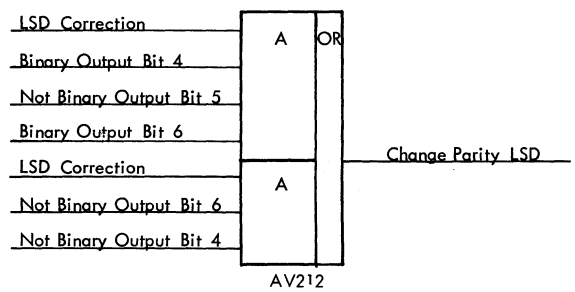 LSD Correction
A OR
Binary Output Bit 4
Not Binary Output Bit 5
Binary Output Bit 6
Change Parity LSD
LSD Correction
A
Not Binary Output Bit 6
Not Binary Output Bit 4
AV212